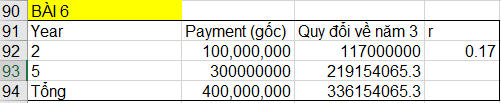 90 BÀI 6
91 Year Payment (gốc) Quy đổi về năm 3 r
92 2 100,000,000 117000000 0.17
93 5 300000000 219154065.3
94 Tổng 400,000,000 336154065.3